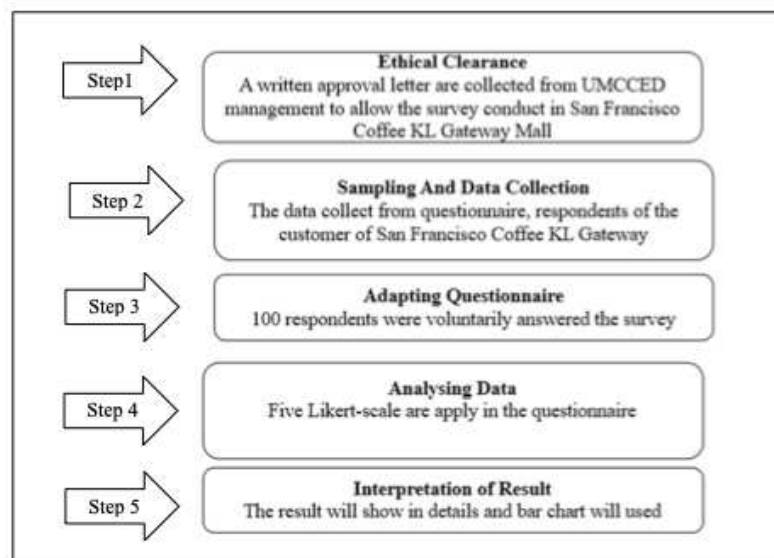 Step1
Ethical Clearance
A written approval letter are collected from UMCCED
management to allow the survey conduct in San Francisco
Coffee KL Gateway Mall
Step 2
Sampling And Data Collection
The data collect from questionnaire, respondents of the
customer of San Francisco Coffee KL Gateway
Step 3
Adapting Questionnaire
100 respondents were voluntarily answered the survey
Step 4
Analysing Data
Five Likert-scale are apply in the questionnaire
Step 5
Interpretation of Result
The result will show in details and bar chart will used